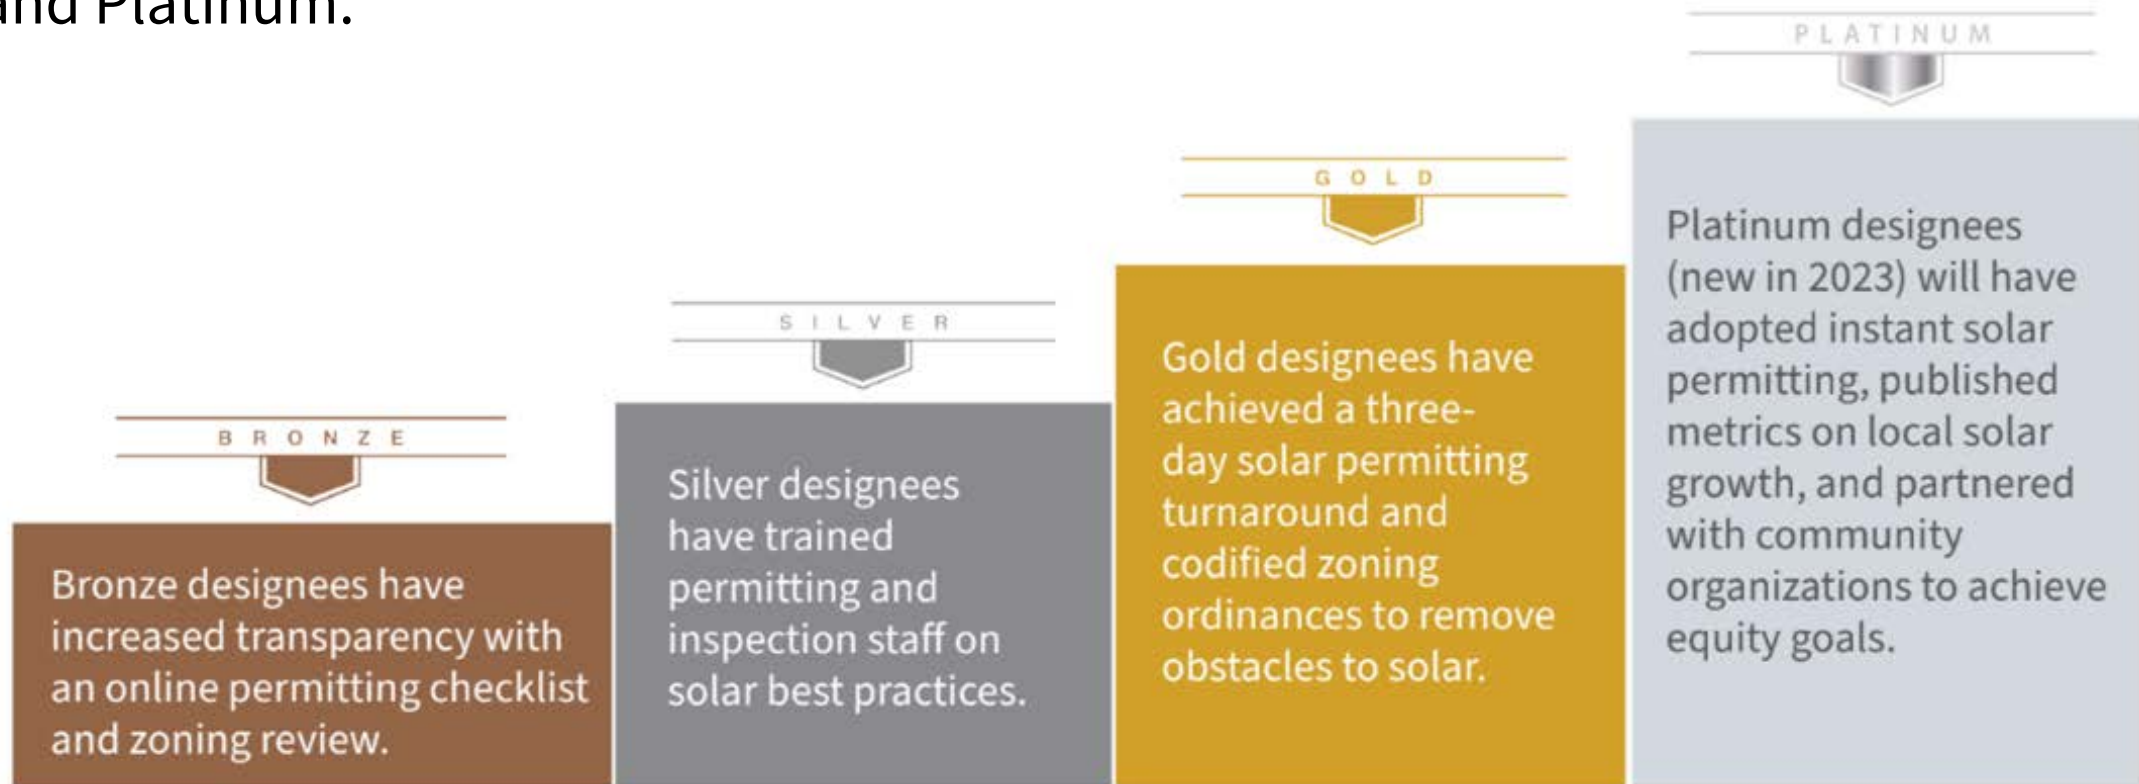 and Platinum.
PLATINUM
GOLD
SILVER
BRONZE
Bronze designees have
increased transparency with
an online permitting checklist
and zoning review.
Silver designees
have trained
permitting and
inspection staff on
solar best practices.
Gold designees have
achieved a three-
day solar permitting
turnaround and
codified zoning
ordinances to remove
obstacles to solar.
Platinum designees
(new in 2023) will have
adopted instant solar
permitting, published
metrics on local solar
growth, and partnered
with community
organizations to achieve
equity goals.